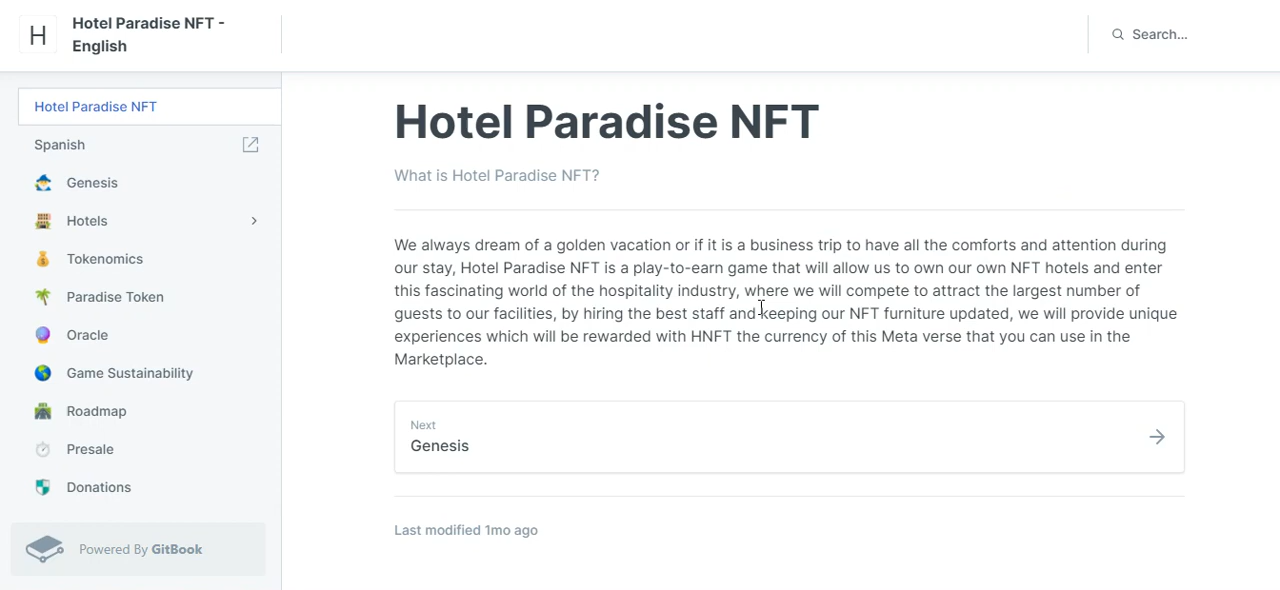 H
Hotel Paradise NFT -
English
Search...
Hotel Paradise NFT
Spanish
Genesis
Hotels
Tokenomics
Paradise Token
Oracle
Game Sustainability
Roadmap
Presale
Donations
Powered By GitBook
Hotel Paradise NFT
What is Hotel Paradise NFT?
We always dream of a golden vacation or if it is a business trip to have all the comforts and attention during
our stay, Hotel Paradise NFT is a play-to-earn game that will allow us to own our own NFT hotels and enter
this fascinating world of the hospitality industry, where we will compete to attract the largest number of
guests to our facilities, by hiring the best staff and keeping our NFT furniture updated, we will provide unique
experiences which will be rewarded with HNFT the currency of this Meta verse that you can use in the
Marketplace.
Next
Genesis
Last modified 1mo ago